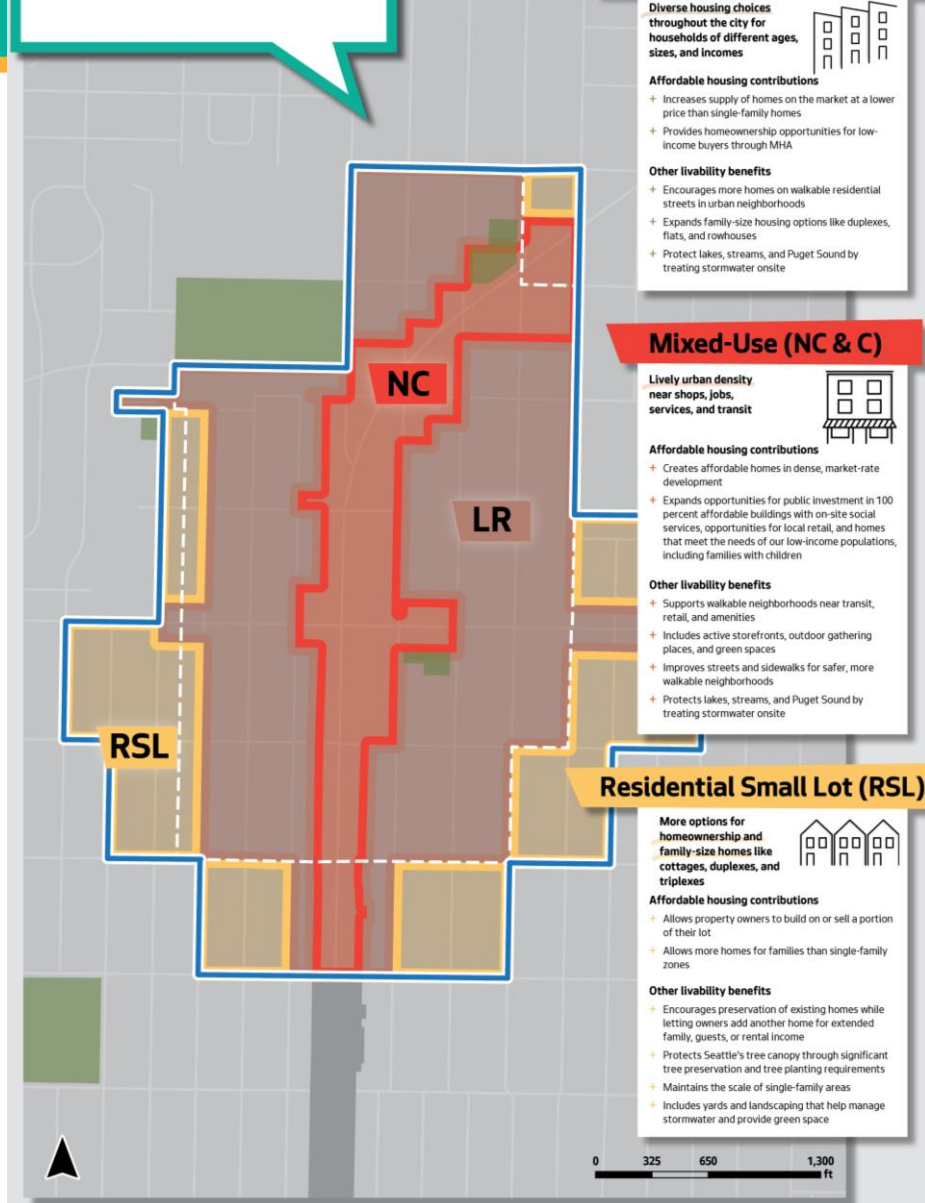 Diverse housing choices
throughout the city for
households of different ages,
sizes, and incomes
Affordable housing contributions
+ Increases supply of homes on the market at a lower
price than single-family homes
+ Provides homeownership opportunities for low-
income buyers through MHA
Other livability benefits
+ Encourages more homes on walkable residential
streets in urban neighborhoods
+ Expands family-size housing options like duplexes,
flats, and rowhouses
+ Protect lakes, streams, and Puget Sound by
treating stormwater onsite
Mixed-Use (NC & C)
Lively urban density
near shops, jobs,
services, and transit
Affordable housing contributions
+ Creates affordable homes in dense, market-rate
development
+ Expands opportunities for public investment in 100
percent affordable buildings with on-site social
services, opportunities for local retail, and homes
that meet the needs of our low-income populations,
including families with children
Other livability benefits
+ Supports walkable neighborhoods near transit,
retail, and amenities
+ Includes active storefronts, outdoor gathering
places, and green spaces
+ Improves streets and sidewalks for safer, more
walkable neighborhoods
+ Protects lakes, streams, and Puget Sound by
treating stormwater onsite
Residential Small Lot (RSL)
More options for
homeownership and
family-size homes like
cottages, duplexes, and
triplexes
Affordable housing contributions
+ Allows property owners to build on or sell a portion
of their lot
+ Allows more homes for families than single-family
zones
Other livability benefits
+ Encourages preservation of existing homes while
letting owners add another home for extended
family, guests, or rental income
+ Protects Seattle's tree canopy through significant
tree preservation and tree planting requirements
+ Maintains the scale of single-family areas
+ Includes yards and landscaping that help manage
stormwater and provide green space
NC
LR
RSL
0 325 650 1,300
ft